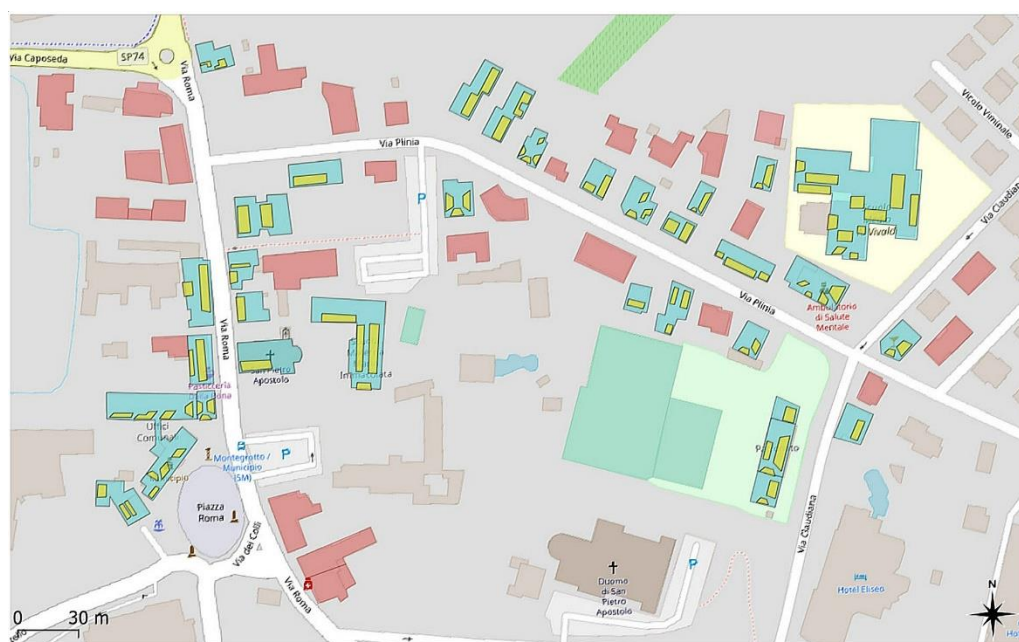 Via Caposeda
SP74
Via Roma
Via Plinia
P
Vicolo Viminale
Via Claudiana
Vivald
Via Plinia
Ambulatorio
di Salute
Mentale
Via Roma
San Pietro
Apostolo
Immacolata
Pasticceria
Uffici
Montegrotto /
Municipio
(SM)
P
Piazza
Roma
Via dei Colli
Via Roma
Via Claudiana
Duomo
di San
Pietro
Apostolo
P
Hotel Eliseo
N
0 30 m